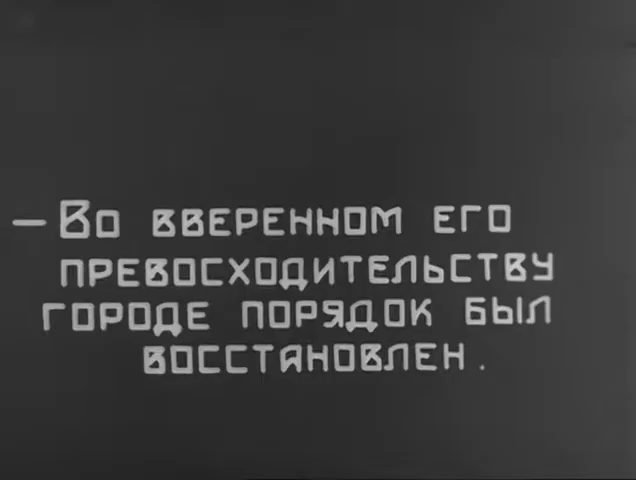 — Во вверенном его
превосходительству
городе порядок был
восстановлен.